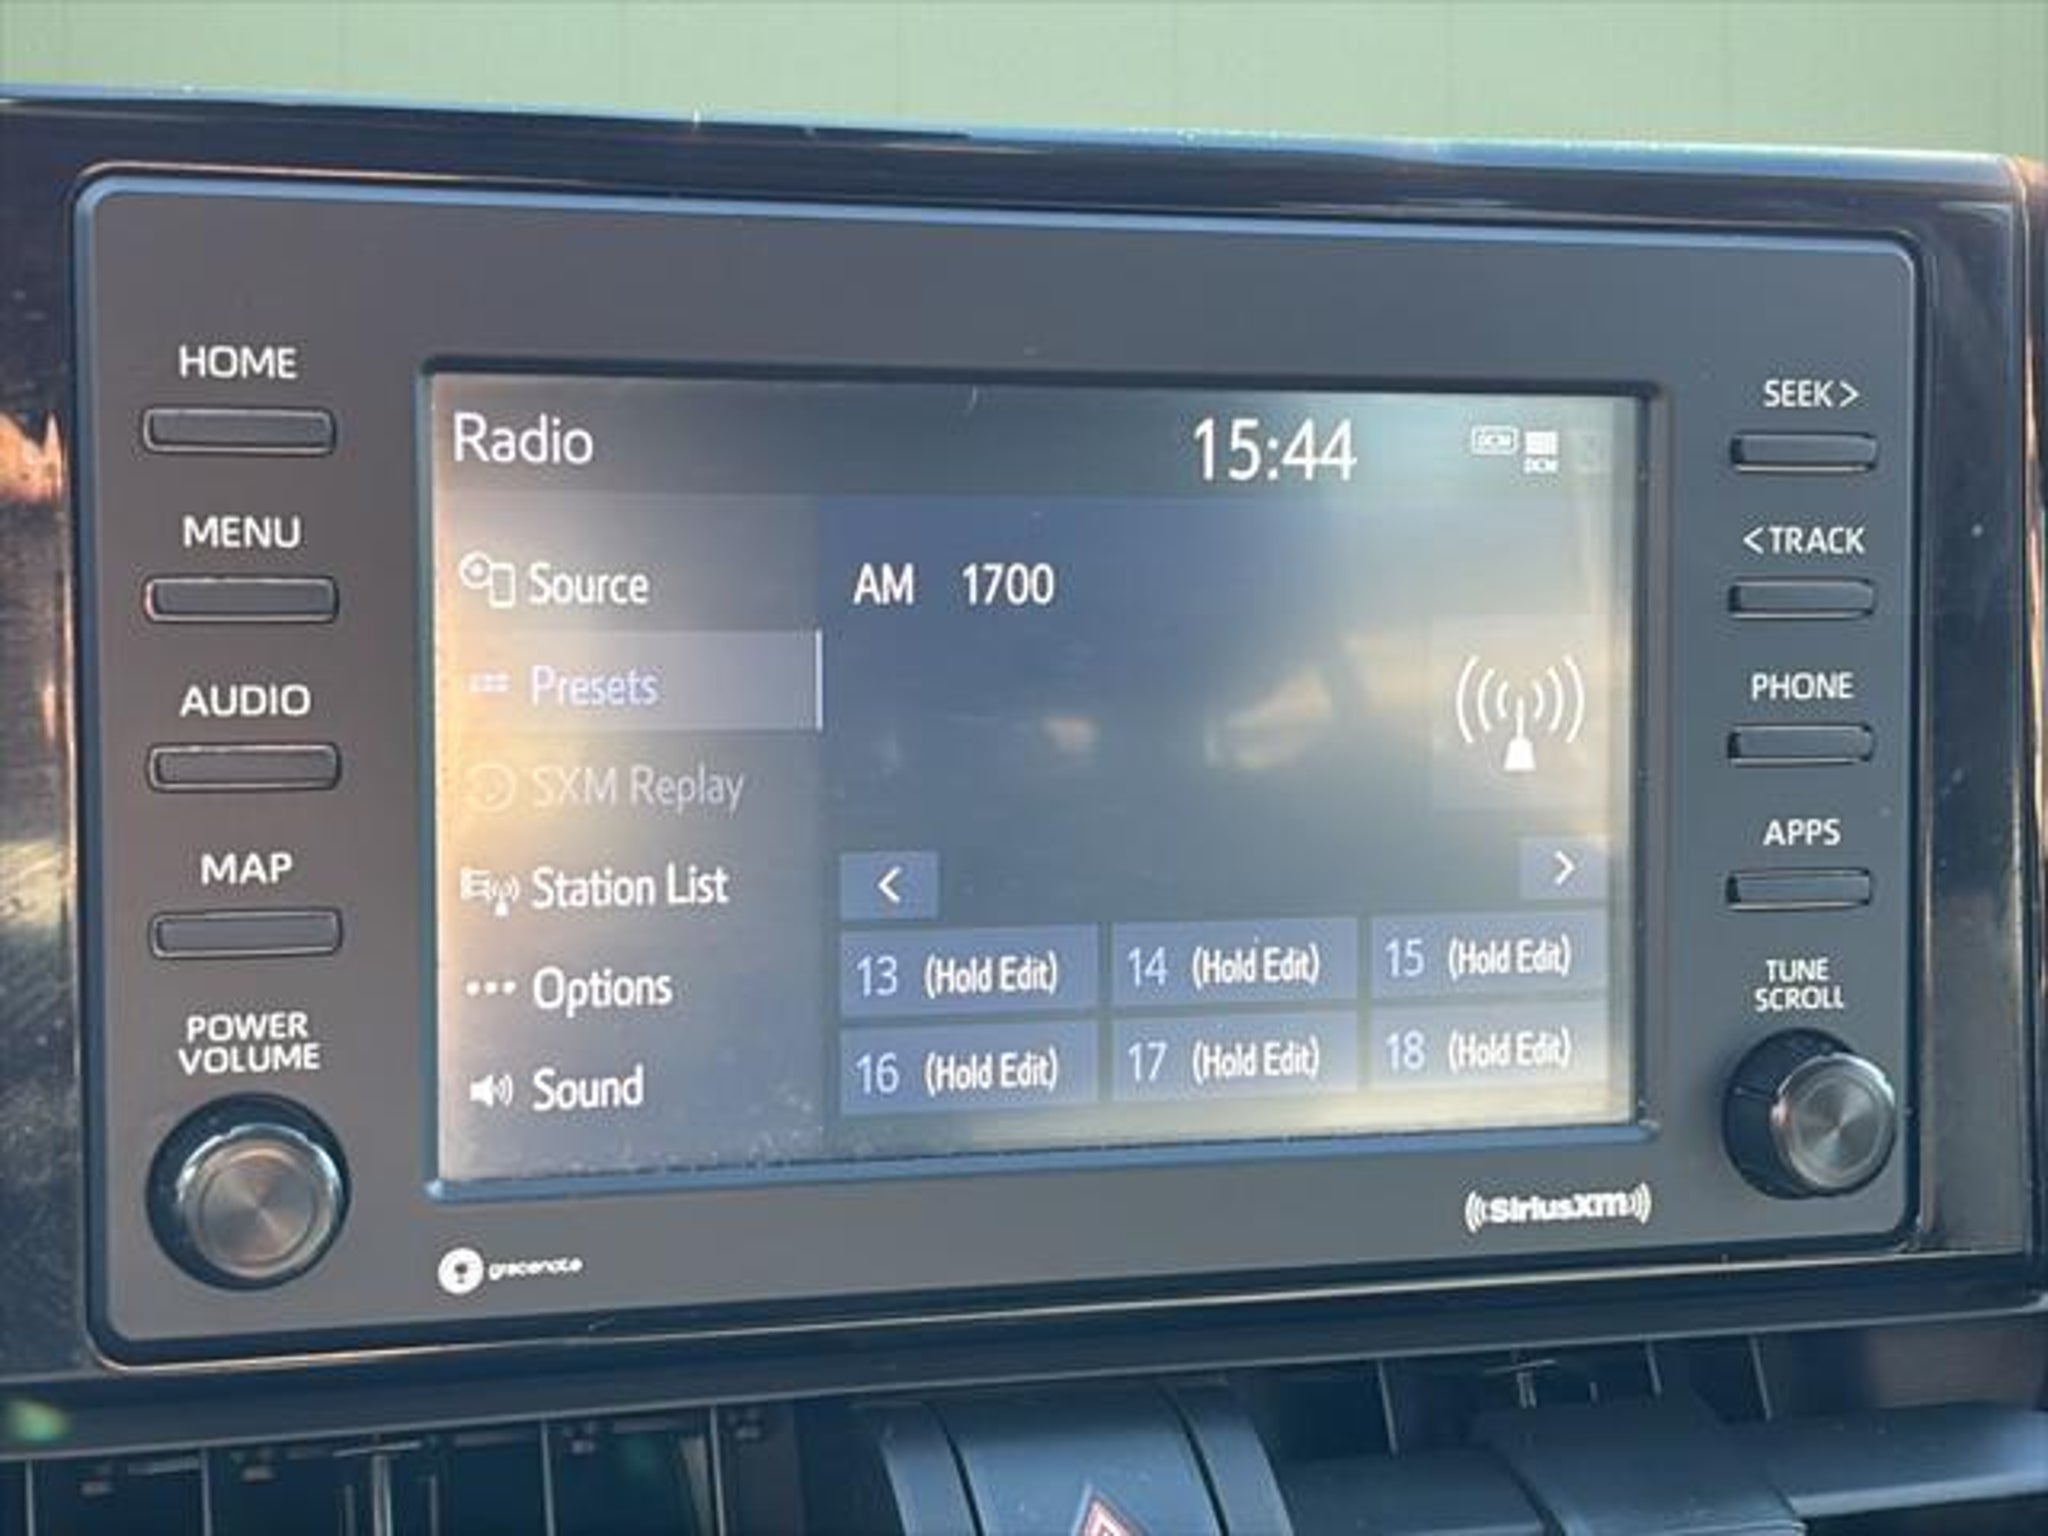 HOME
MENU
AUDIO
MAP
POWER
VOLUME
Radio
15:44
DCM
DCM
Source
Presets
SXM Replay
Station List
Options
Sound
AM 1700
<
>
13 (Hold Edit)
14 (Hold Edit)
15 (Hold Edit)
16 (Hold Edit)
17 (Hold Edit)
18 (Hold Edit)
SEEK >
< TRACK
PHONE
APPS
TUNE
SCROLL
gracenote
((SiriusXM))